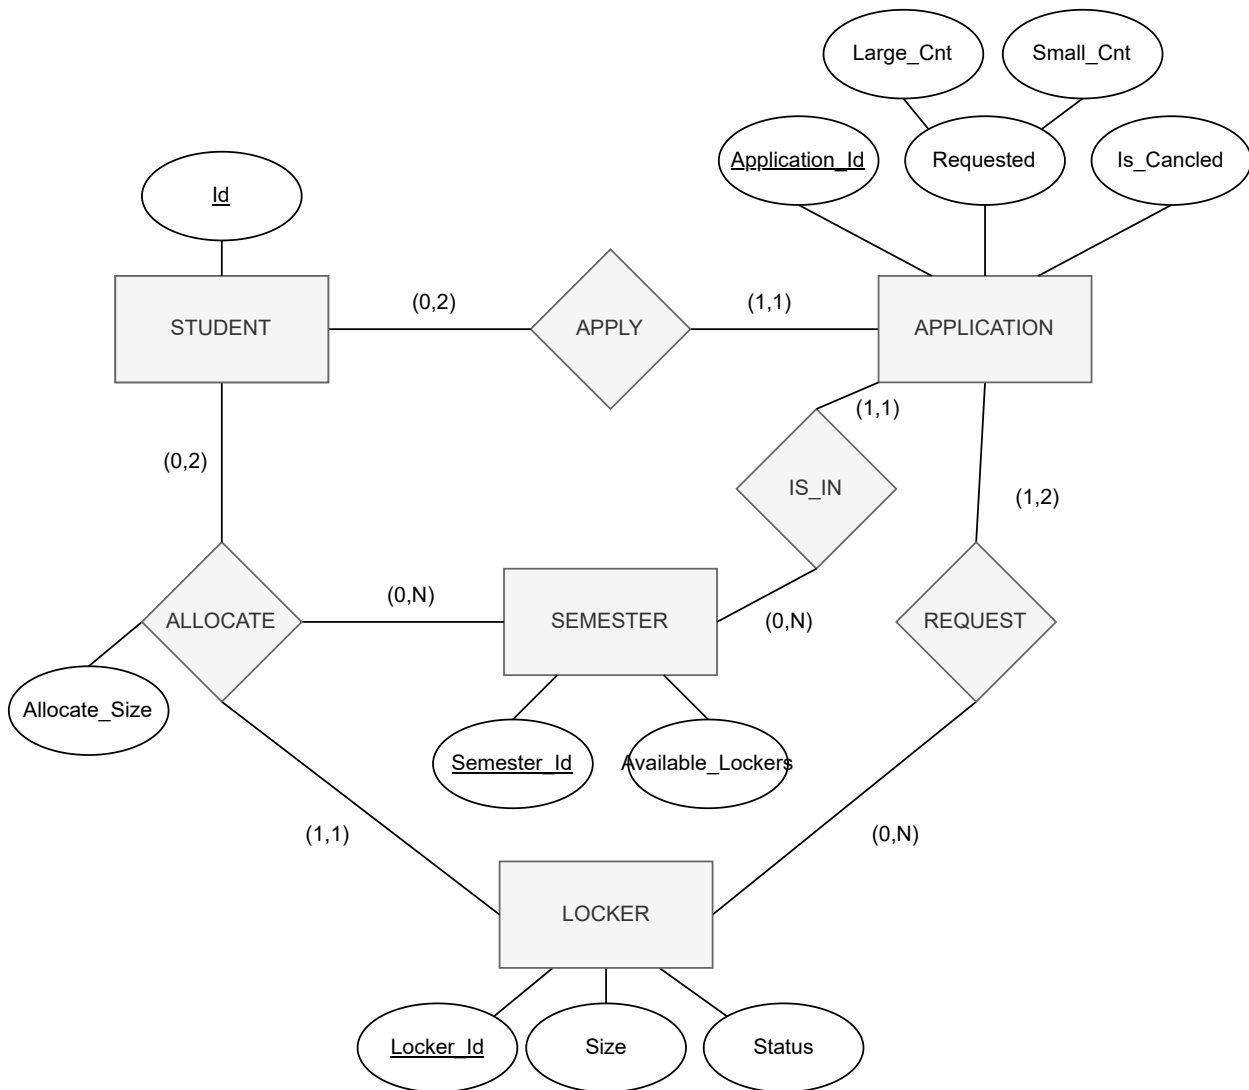 Large_Cnt
Small_Cnt
Application_Id
Requested
Is_Cancled
Id
STUDENT
(0,2)
APPLY
(1,1)
APPLICATION
(1,1)
(0,2)
IS_IN
(1,2)
ALLOCATE
(0,N)
SEMESTER
(0,N)
REQUEST
Allocate_Size
Semester_Id
Available_Lockers
(1,1)
(0,N)
LOCKER
Locker_Id
Size
Status